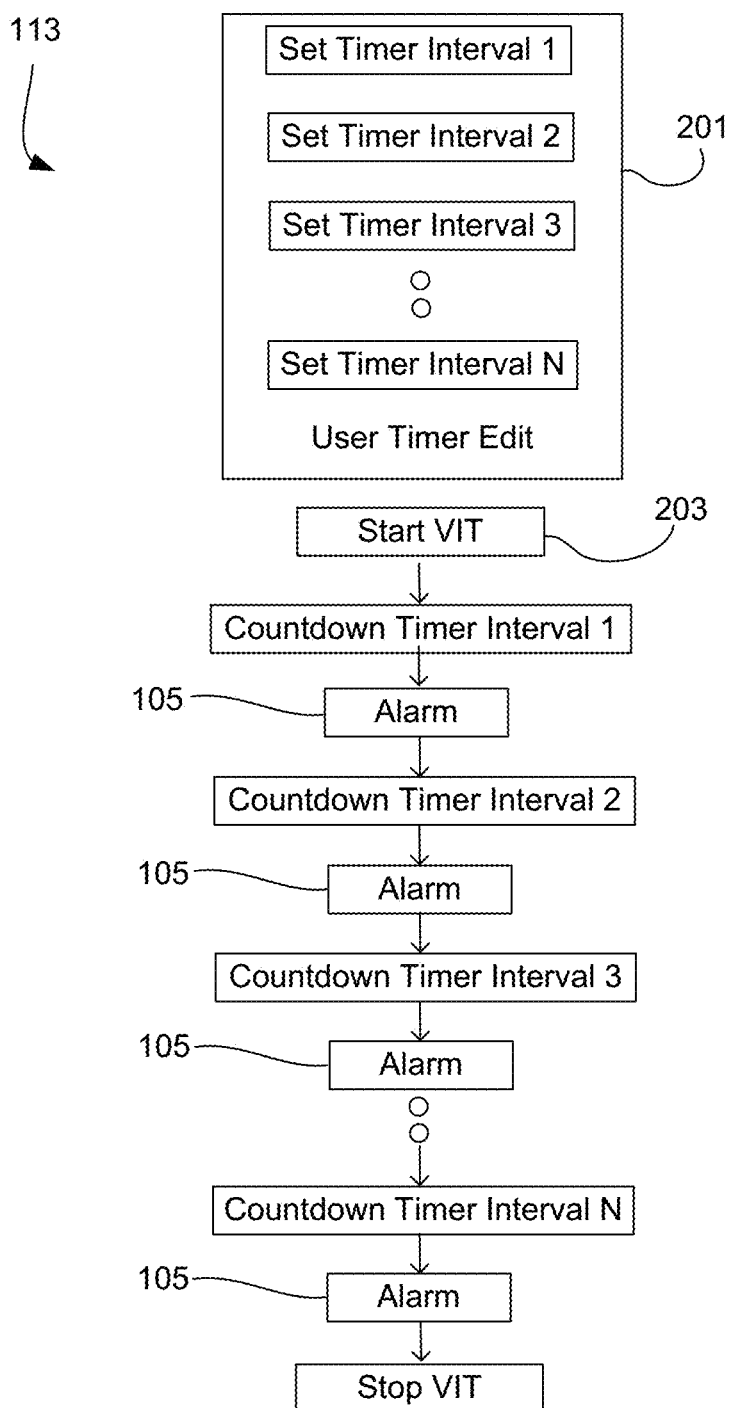 113
Set Timer Interval 1
201
Set Timer Interval 2
Set Timer Interval 3
Set Timer Interval N
User Timer Edit
203
Start VIT
Countdown Timer Interval 1
105
Alarm
Countdown Timer Interval 2
105
Alarm
Countdown Timer Interval 3
105
Alarm
Countdown Timer Interval N
105
Alarm
Stop VIT